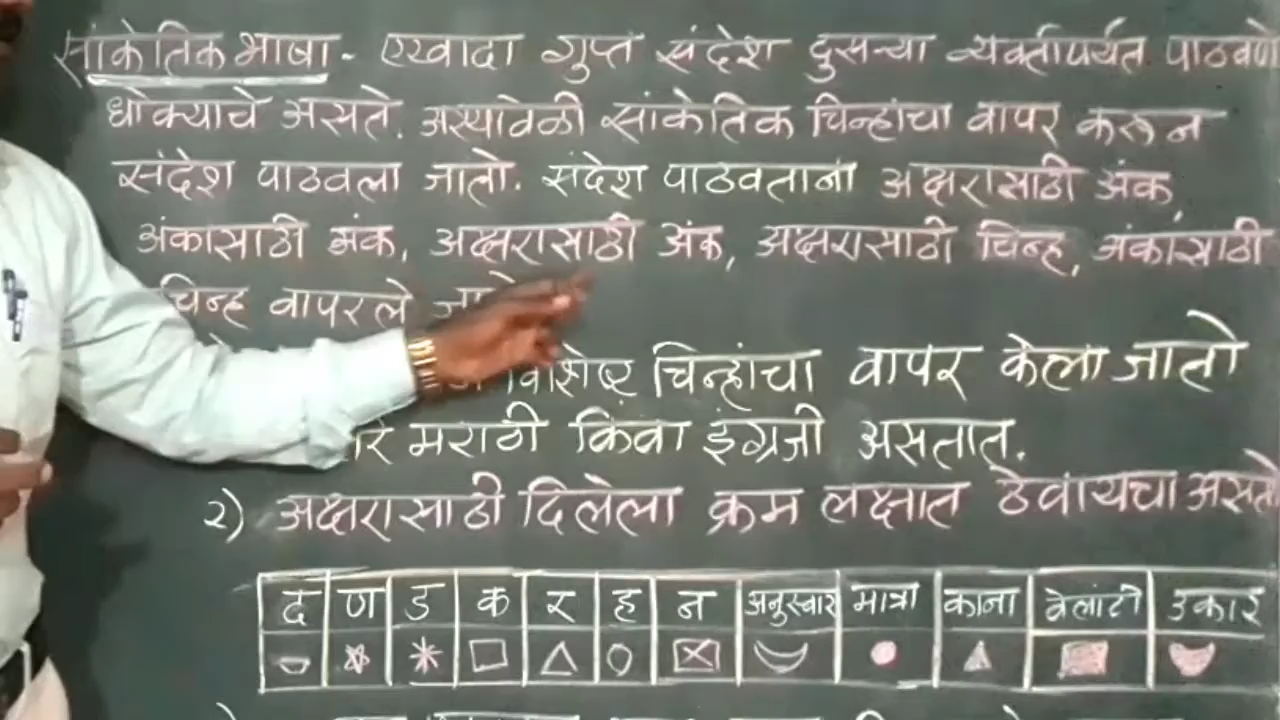 सांकेतिक भाषा - एखादा गुप्त संदेश दुसऱ्या व्यक्तीपर्यंत पाठवणे
धोक्याचे असते. अश्यावेळी सांकेतिक चिन्हांचा वापर करून
संदेश पाठवला जातो. संदेश पाठवताना अक्षरासाठी अंक,
अंकासाठी अंक, अक्षरासाठी अंक, अक्षरासाठी चिन्ह, अंकासाठी
चिन्ह वापरले
विशिष्ट चिन्हांचा वापर केला जातो
मराठी किंवा इंग्रजी असतात.
२) अक्षरासाठी दिलेला क्रम लक्षात ठेवायचा असतो
द ण ड क र ह न अनुस्वार मात्रा काना वेलांटी उकार